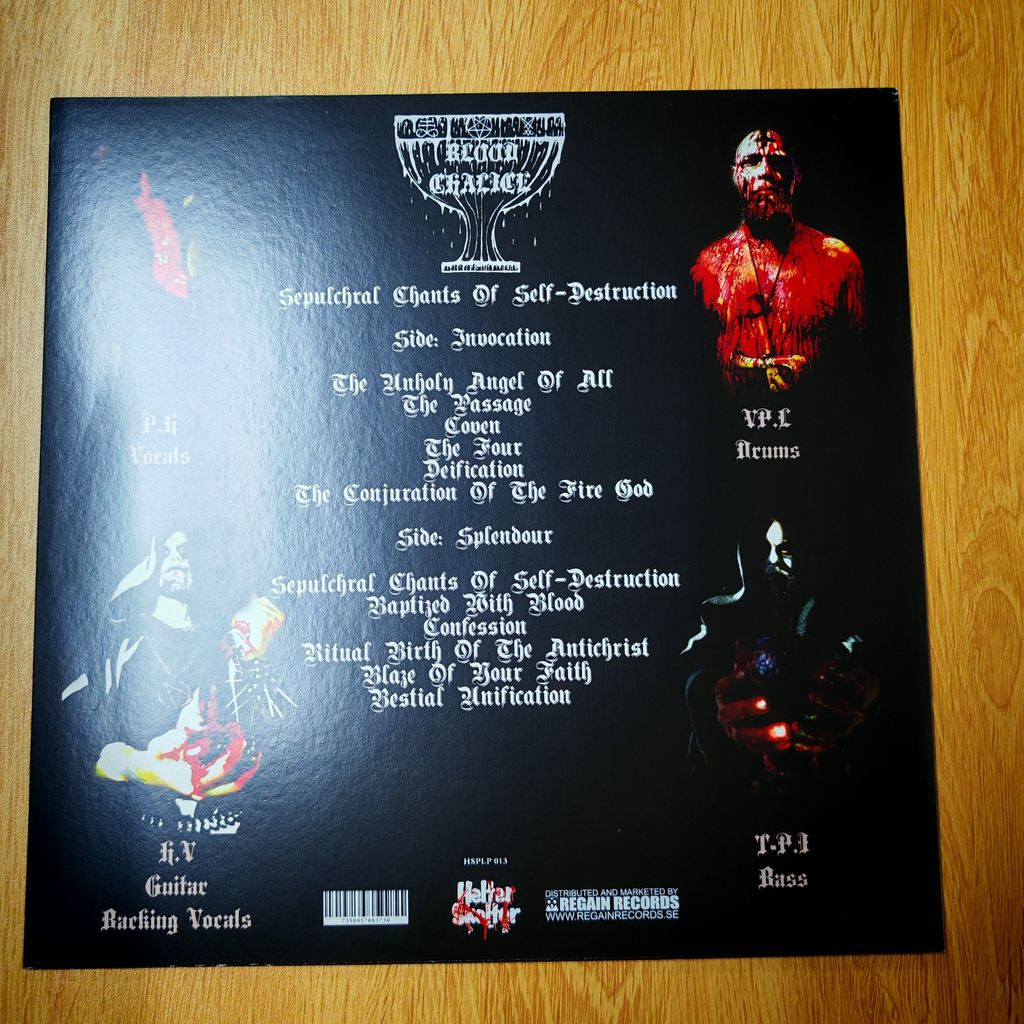 BLOOD
CHALICE
Sepulchral Chants Of Self-Destruction
Side: Invocation
The Unholy Angel Of All
The Passage
Coven
The Four
Deification
The Conjuration Of The Fire God
P.H
Vocals
VP.L
Drums
Side: Splendour
Sepulchral Chants Of Self-Destruction
Baptized With Blood
Confession
Ritual Birth Of The Antichrist
Blaze Of Your Faith
Bestial Unification
H.V
Guitar
Backing Vocals
T-P.I
Bass
HSPLP 013
7350057883730
Helter
Skelter
DISTRIBUTED AND MARKETED BY
REGAIN RECORDS
WWW.REGAINRECORDS.SE